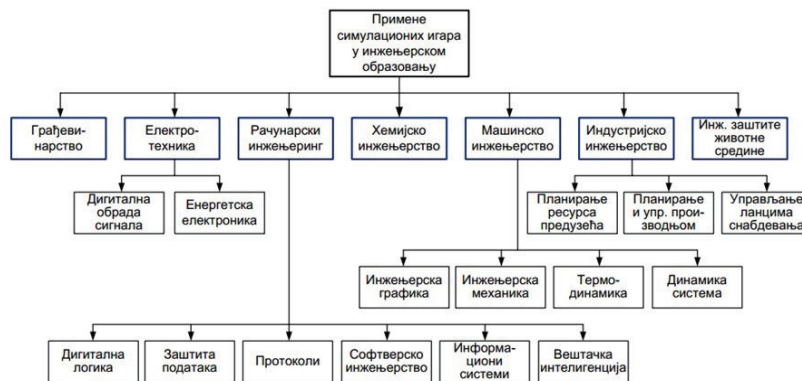 Примене
симулационих игара
у инжењерском
образовању
Грађеви-
нарство
Електро-
техника
Рачунарски
инжењеринг
Хемијско
инжењерство
Машинско
инжењерство
Индустријско
инжењерство
Инж. заштите
животне
средине
Дигитална
обрада
сигнала
Енергетска
електроника
Планирање
ресурса
предузећа
Планирање
и упр. прои-
зводњом
Управљање
ланцима
снабдевања
Инжењерска
графика
Инжењерска
механика
Термо-
динамика
Динамика
система
Дигитална
логика
Заштита
података
Протоколи
Софтверско
инжењерство
Информа-
циони
системи
Вештачка
интелигенција